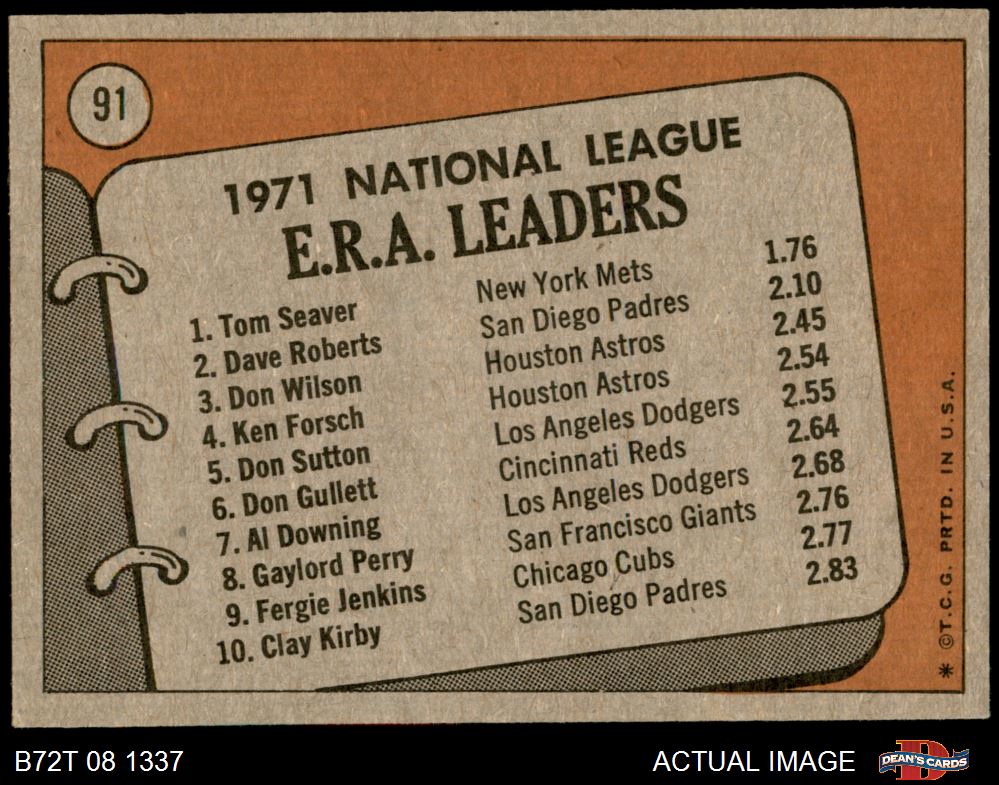 91
1971 NATIONAL LEAGUE
E.R.A. LEADERS
1. Tom Seaver New York Mets 1.76
2. Dave Roberts San Diego Padres 2.10
3. Don Wilson Houston Astros 2.45
4. Ken Forsch Houston Astros 2.54
5. Don Sutton Los Angeles Dodgers 2.55
6. Don Gullett Cincinnati Reds 2.64
7. Al Downing Los Angeles Dodgers 2.68
8. Gaylord Perry San Francisco Giants 2.76
9. Fergie Jenkins Chicago Cubs 2.77
10. Clay Kirby San Diego Padres 2.83
* © T.C.G. PRTD. IN U.S.A.
B72T 08 1337 ACTUAL IMAGE
D
DEAN'S CARDS